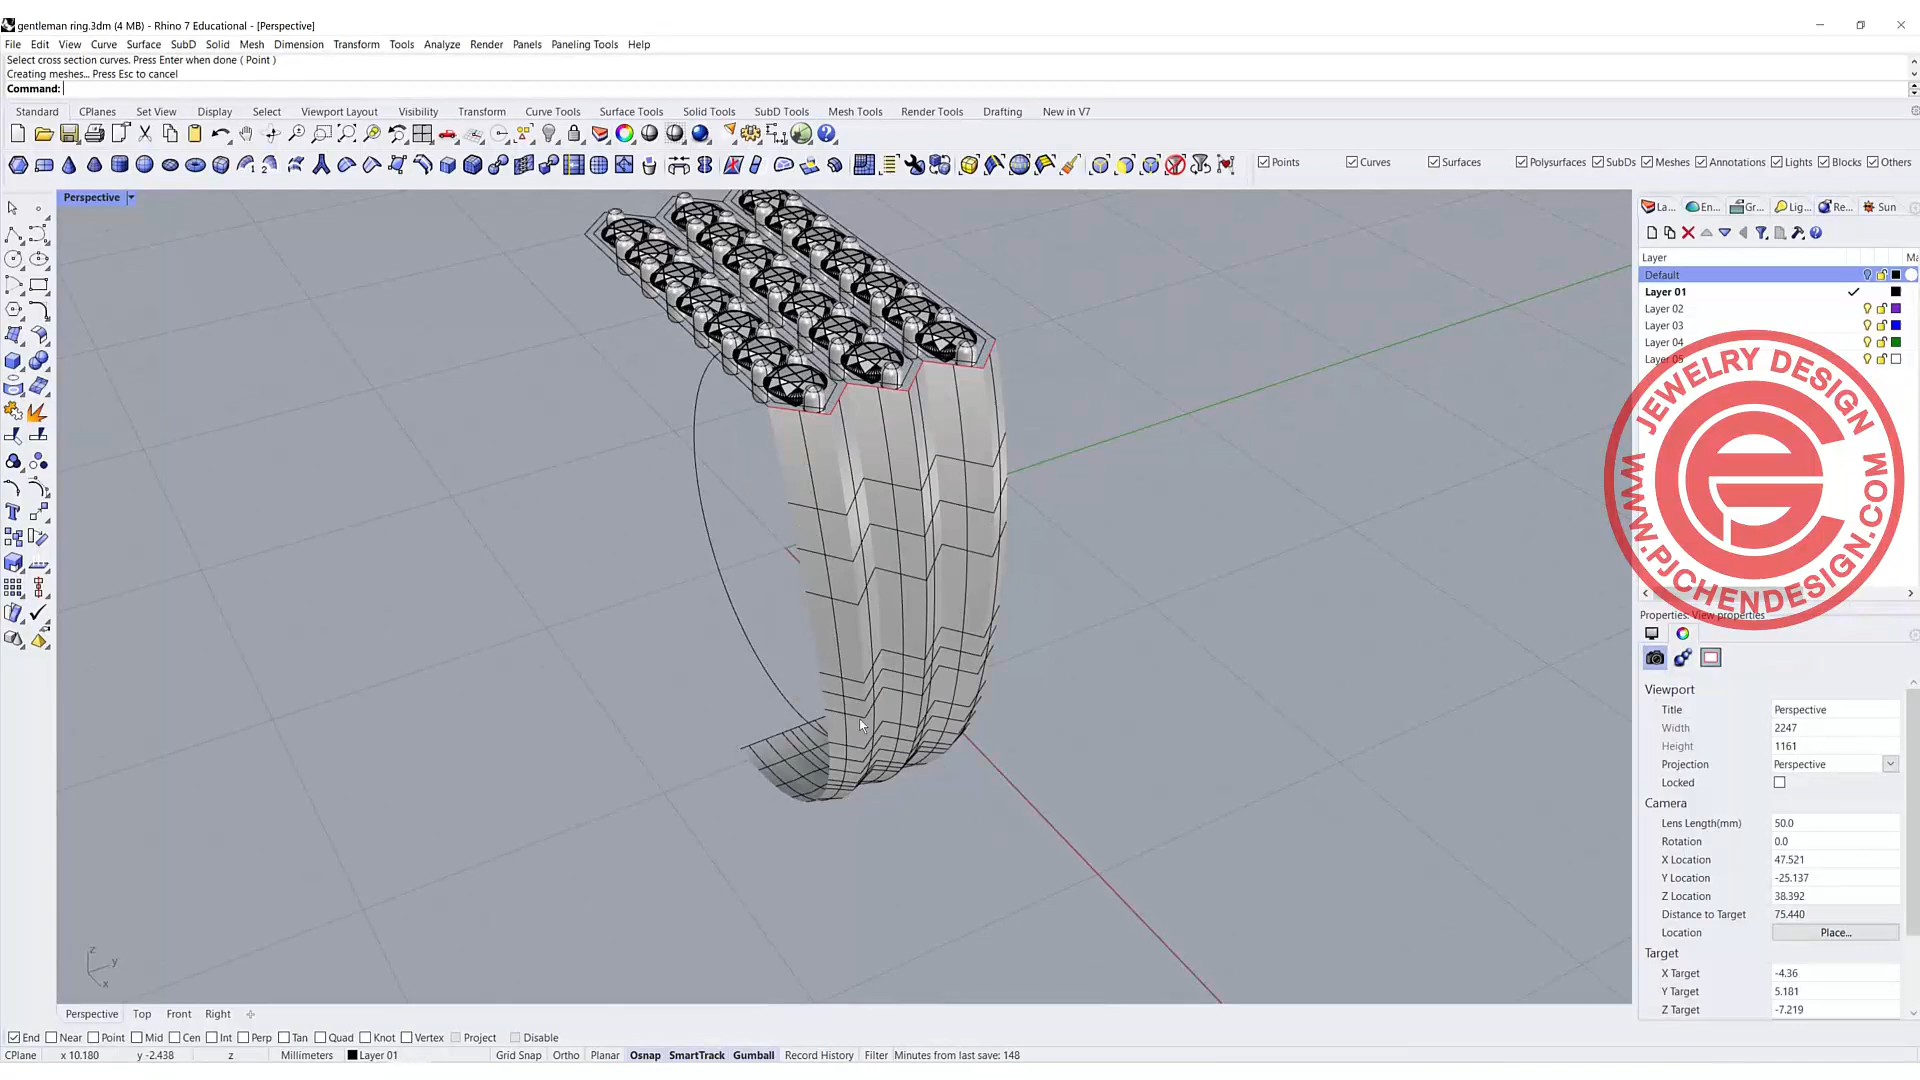 gentleman ring.3dm (4 MB) - Rhino 7 Educational - [Perspective]
File Edit View Curve Surface SubD Solid Mesh Dimension Transform Tools Analyze Render Panels Paneling Tools Help
Select cross section curves. Press Enter when done ( Point )
Creating meshes... Press Esc to cancel
Command:
Standard CPlanes Set View Display Select Viewport Layout Visibility Transform Curve Tools Surface Tools Solid Tools SubD Tools Mesh Tools Render Tools Drafting New in V7
Points Curves Surfaces Polysurfaces SubDs Meshes Annotations Lights Blocks Others
Perspective
La... En... Gr... Lig... Re... Sun
Layer Ma
Default
Layer 01
Layer 02
Layer 03
Layer 04
Layer 05
JEWELRY DESIGN
WWW.PJCHENDESIGN.COM
Properties: View properties
Viewport
Title Perspective
Width 2247
Height 1161
Projection Perspective
Locked
Camera
Lens Length(mm) 50.0
Rotation 0.0
X Location 47.521
Y Location -25.137
Z Location 38.392
Distance to Target 75.440
Location Place...
Target
X Target -4.36
Y Target 5.181
Z Target -7.219
z
y
x
Perspective Top Front Right
End Near Point Mid Cen Int Perp Tan Quad Knot Vertex Project Disable
CPlane x 10.180 y -2.438 z Millimeters Layer 01 Grid Snap Ortho Planar Osnap SmartTrack Gumball Record History Filter Minutes from last save: 148